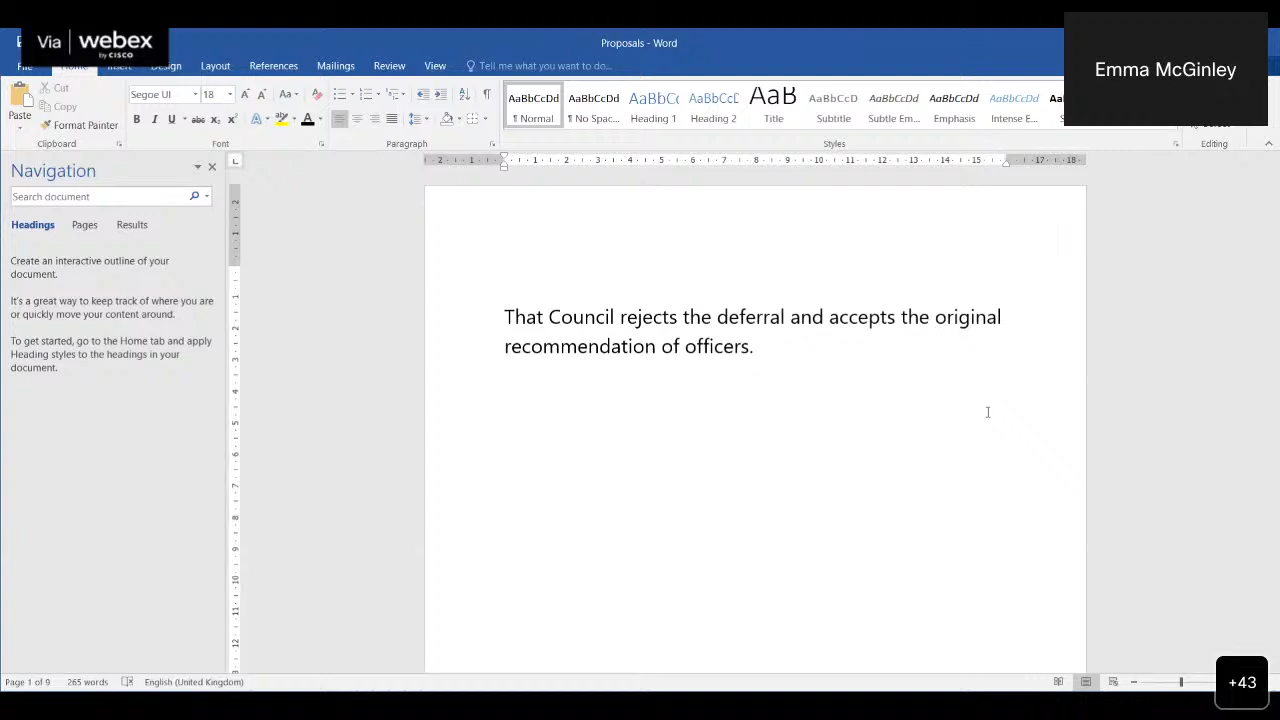 Via webex
by CISCO
Proposals - Word
Emma McGinley
File Home Insert Design Layout References Mailings Review View Tell me what you want to do...
Paste
Cut
Copy
Format Painter
Segoe UI 18
Aa
B I U abc x₂ x²
AaBbCcDd AaBbCcDd AaBbCc AaBbCcD AaB AaBbCcD AaBbCcDd AaBbCcDd AaBbCcDd
¶ Normal ¶ No Spac... Heading 1 Heading 2 Title Subtitle Subtle Em... Emphasis Intense E...
Clipboard Font Paragraph Styles Editing
Navigation
Search document
Headings Pages Results
Create an interactive outline of your
document.
It's a great way to keep track of where you are
or quickly move your content around.
To get started, go to the Home tab and apply
Heading styles to the headings in your
document.
That Council rejects the deferral and accepts the original
recommendation of officers.
Page 1 of 9 265 words English (United Kingdom)
+43